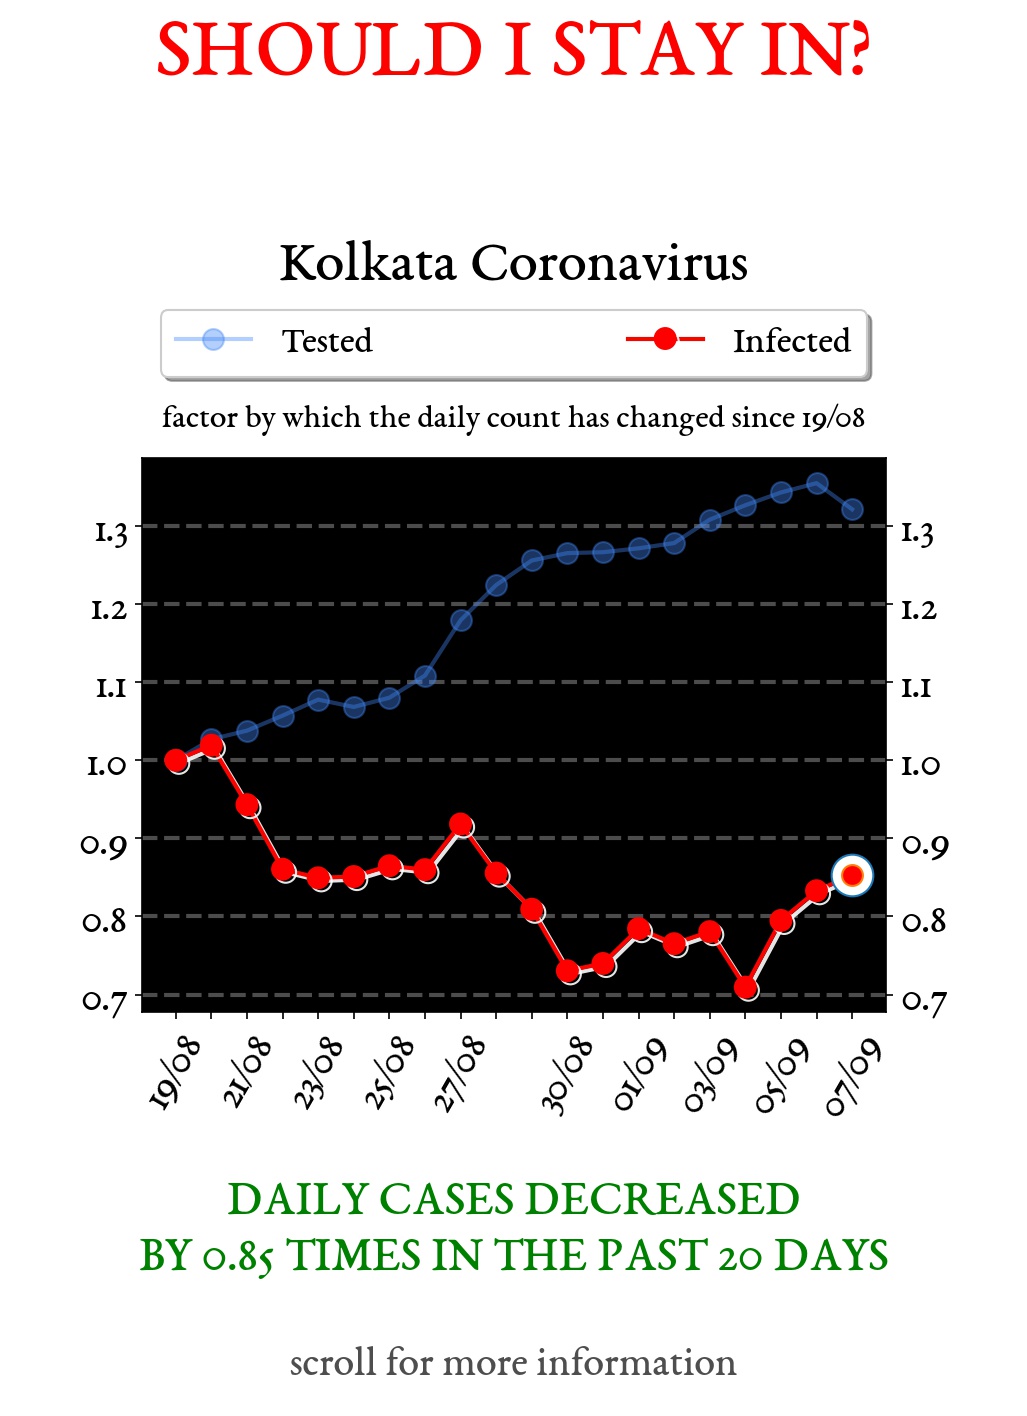 SHOULD I STAY IN?
Kolkata Coronavirus
Tested Infected
factor by which the daily count has changed since 19/08
1.3 1.3
1.2 1.2
1.1 1.1
1.0 1.0
0.9 0.9
0.8 0.8
0.7 0.7
19/08 21/08 23/08 25/08 27/08 30/08 01/09 03/09 05/09 07/09
DAILY CASES DECREASED
BY 0.85 TIMES IN THE PAST 20 DAYS
scroll for more information